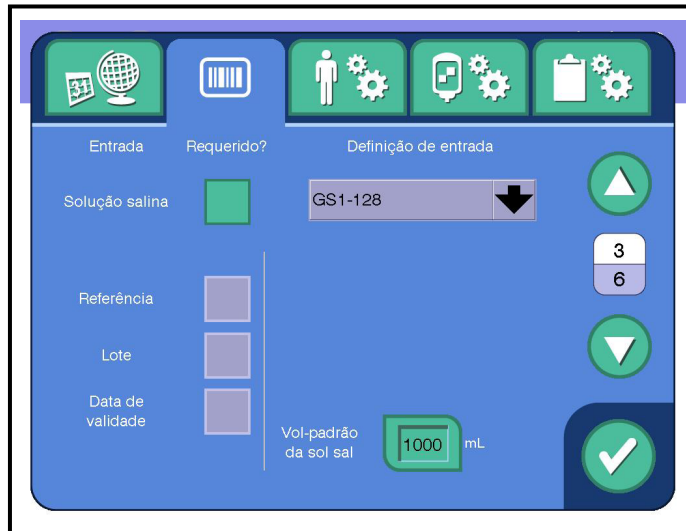 31
Entrada
Requerido?
Definição de entrada
Solução salina
GS1-128
3
6
Referência
Lote
Data de
validade
Vol-padrão
da sol sal
1000
mL